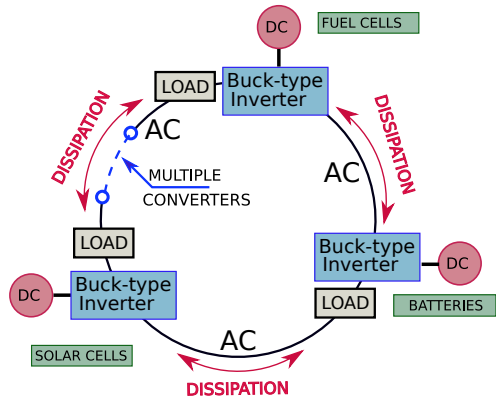 DC
FUEL CELLS
LOAD
Buck-type
Inverter
DISSIPATION
AC
MULTIPLE
CONVERTERS
DISSIPATION
AC
LOAD
Buck-type
Inverter
DC
LOAD
BATTERIES
DC
Buck-type
Inverter
SOLAR CELLS
AC
DISSIPATION